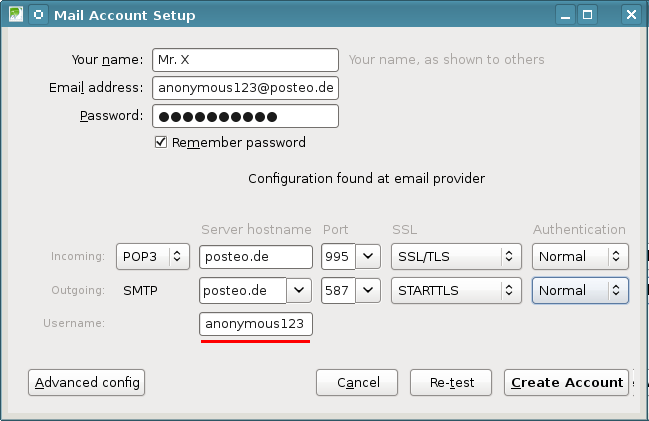 Mail Account Setup
Your name: Mr. X Your name, as shown to others
Email address: anonymous123@posteo.de
Password: ●●●●●●●●●●
Remember password
Configuration found at email provider
Server hostname Port SSL Authentication
Incoming: POP3 posteo.de 995 SSL/TLS Normal
Outgoing: SMTP posteo.de 587 STARTTLS Normal
Username: anonymous123
Advanced config Cancel Re-test Create Account